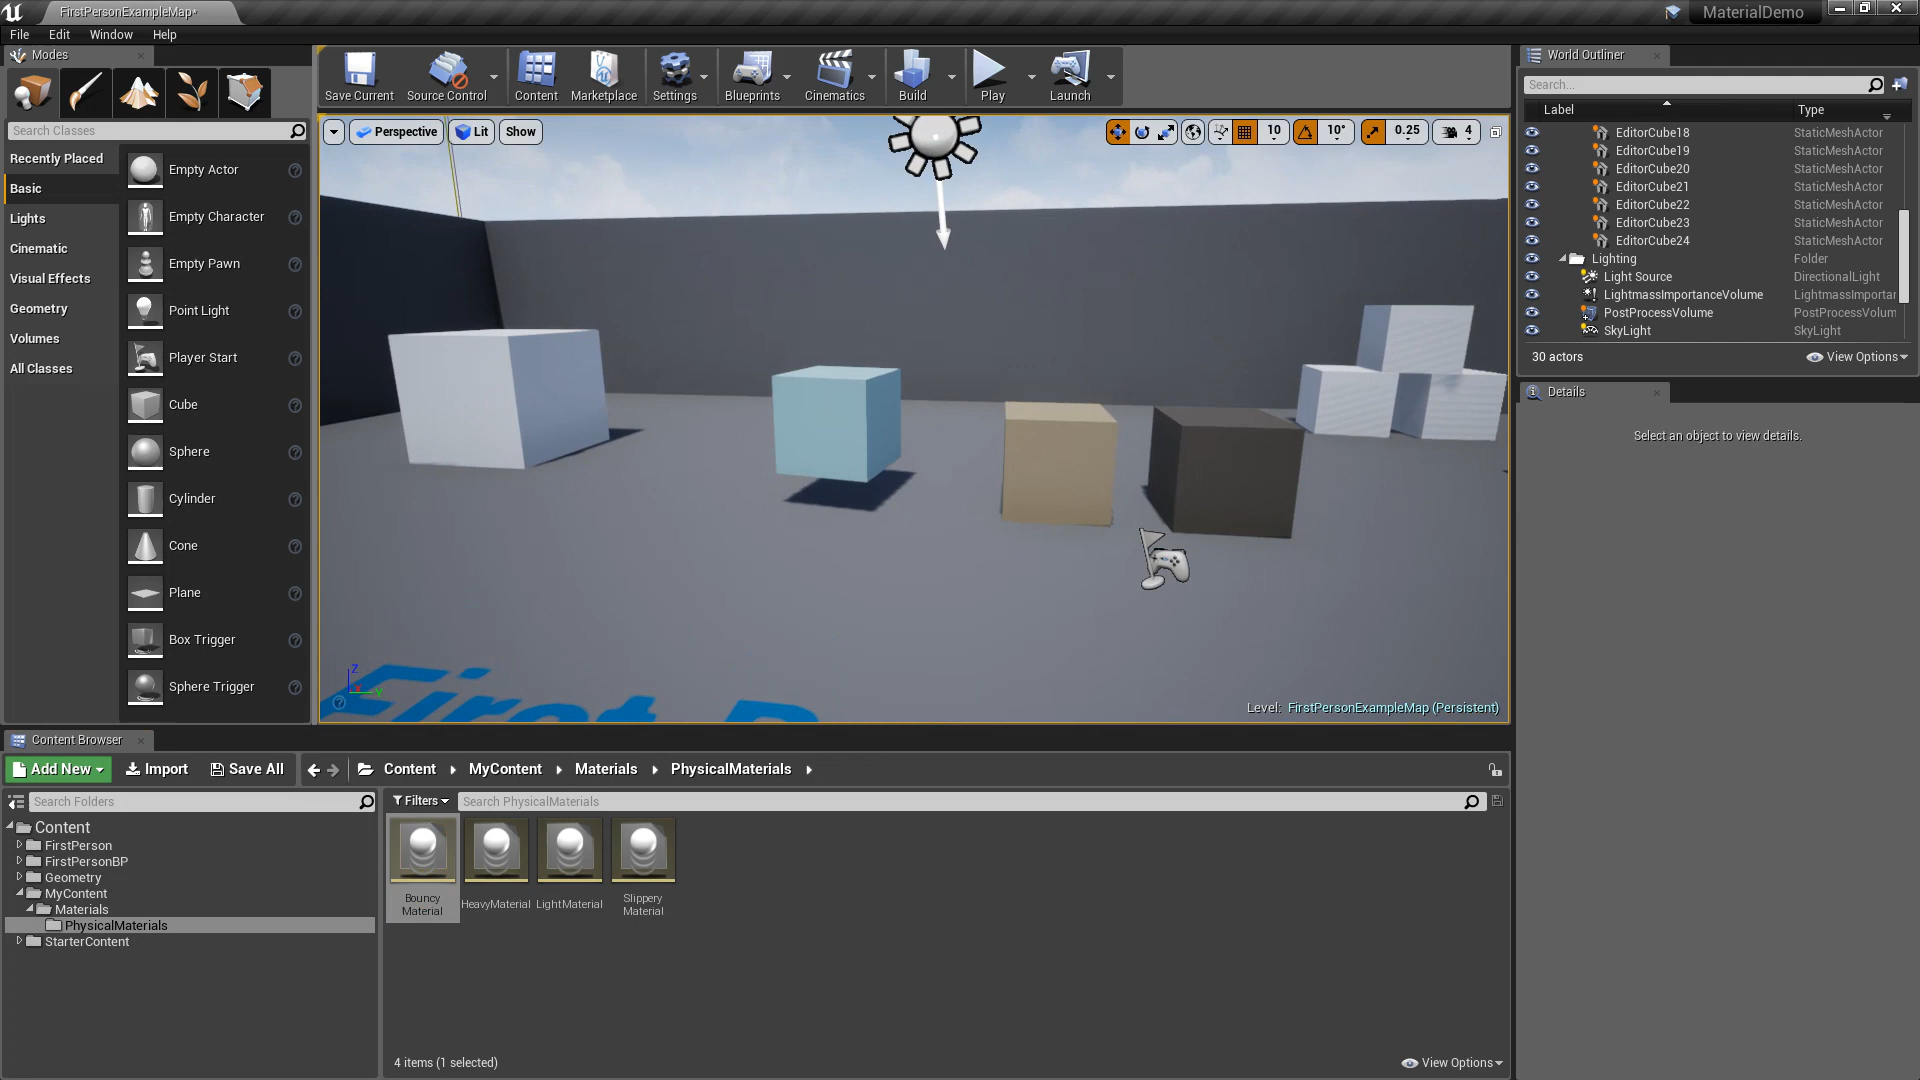 FirstPersonExampleMap*
MaterialDemo
File Edit Window Help
Modes
Search Classes
Recently Placed
Basic
Lights
Cinematic
Visual Effects
Geometry
Volumes
All Classes
Empty Actor
Empty Character
Empty Pawn
Point Light
Player Start
Cube
Sphere
Cylinder
Cone
Plane
Box Trigger
Sphere Trigger
Save Current Source Control Content Marketplace Settings Blueprints Cinematics Build Play Launch
Perspective Lit Show
10 10° 0.25 4
Z
Y
First P
Level: FirstPersonExampleMap (Persistent)
World Outliner
Search...
Label Type
EditorCube18 StaticMeshActor
EditorCube19 StaticMeshActor
EditorCube20 StaticMeshActor
EditorCube21 StaticMeshActor
EditorCube22 StaticMeshActor
EditorCube23 StaticMeshActor
EditorCube24 StaticMeshActor
Lighting Folder
Light Source DirectionalLight
LightmassImportanceVolume LightmassImportar
PostProcessVolume PostProcessVolum
SkyLight SkyLight
30 actors View Options
Details
Select an object to view details.
Content Browser
Add New Import Save All Content MyContent Materials PhysicalMaterials
Search Folders
Content
FirstPerson
FirstPersonBP
Geometry
MyContent
Materials
PhysicalMaterials
StarterContent
Filters Search PhysicalMaterials
Bouncy
Material
HeavyMaterial
LightMaterial
Slippery
Material
4 items (1 selected) View Options